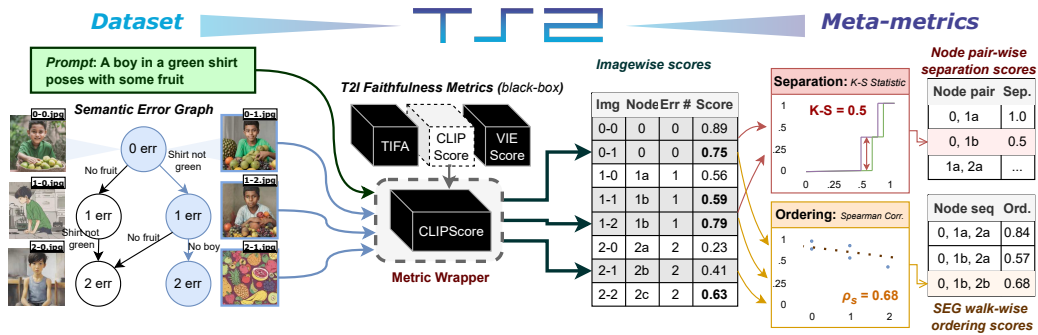 Dataset
TS2
Meta-metrics
Prompt: A boy in a green shirt
poses with some fruit
Semantic Error Graph
0-0.jpg
0-1.jpg
1-0.jpg
1-2.jpg
2-0.jpg
2-1.jpg
0 err
Shirt not
green
No fruit
1 err
1 err
Shirt not
green
No fruit
No boy
2 err
2 err
T2I Faithfulness Metrics (black-box)
TIFA
CLIP
Score
VIE
Score
CLIPScore
Metric Wrapper
Imagewise scores
Img Node Err # Score
0-0 0 0 0.89
0-1 0 0 0.75
1-0 1a 1 0.56
1-1 1b 1 0.59
1-2 1b 1 0.79
2-0 2a 2 0.23
2-1 2b 2 0.41
2-2 2c 2 0.63
Separation: K-S Statistic
K-S = 0.5
1
.5
.25
0
0 .5 1
Ordering: Spearman Corr.
1
.5
.25
0
ρs = 0.68
0 1 2
Node pair-wise
separation scores
Node pair Sep.
0, 1a 1.0
0, 1b 0.5
1a, 2a ...
Node seq Ord.
0, 1a, 2a 0.84
0, 1b, 2a 0.57
0, 1b, 2b 0.68
SEG walk-wise
ordering scores